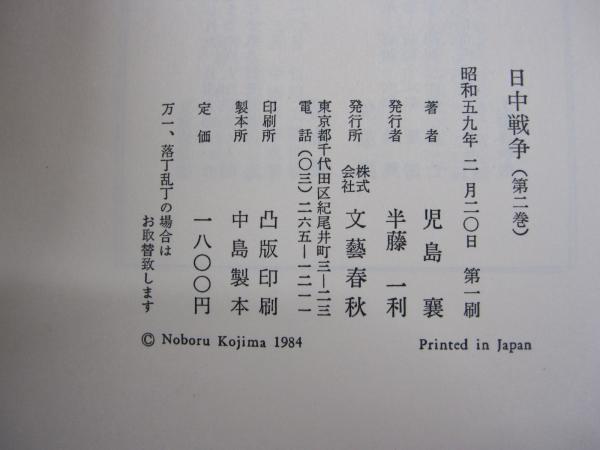 日中戦争（第二巻）
昭和五九年 二月二〇日 第一刷
著者 児島 襄
発行者 半藤一利
発行所 株式会社 文藝春秋
東京都千代田区紀尾井町三―二三
電話（〇三）二六五―一二一一
印刷所 凸版印刷
製本所 中島製本
定価 一八〇〇円
万一、落丁乱丁の場合は
お取替致します
© Noboru Kojima 1984
Printed in Japan